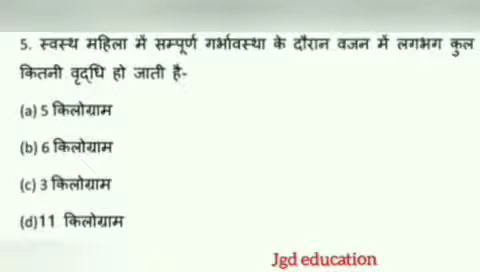 5. स्वस्थ महिला में सम्पूर्ण गर्भावस्था के दौरान वजन में लगभग कुल
कितनी वृद्धि हो जाती है-
(a) 5 किलोग्राम
(b) 6 किलोग्राम
(c) 3 किलोग्राम
(d)11 किलोग्राम
Jgd education